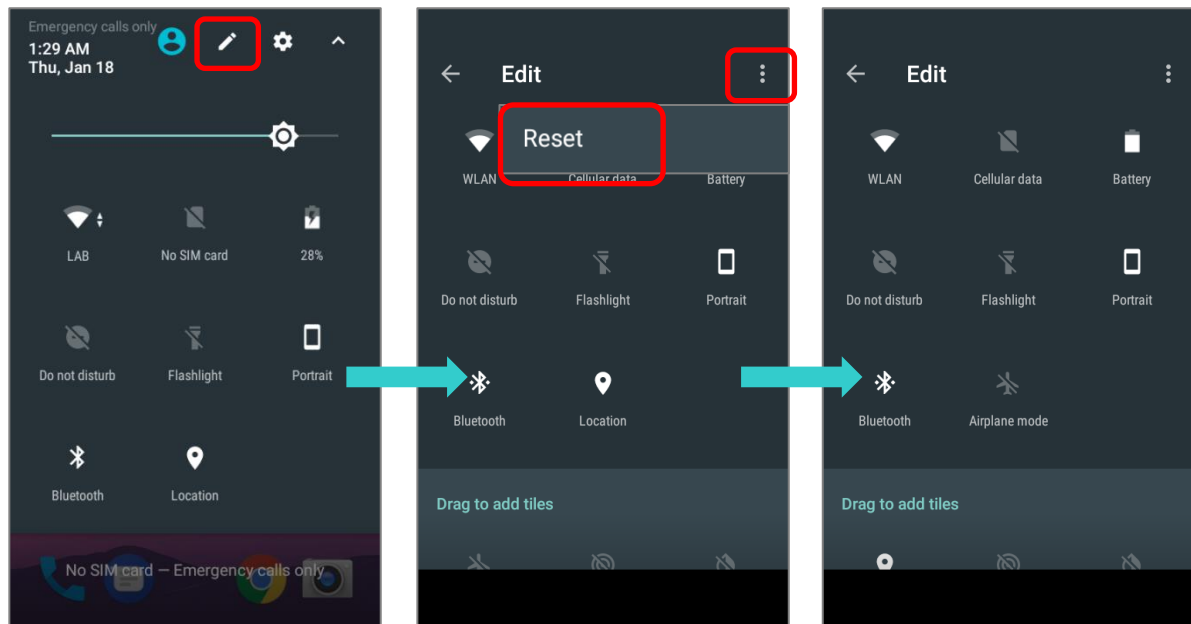 Emergency calls only
1:29 AM
Thu, Jan 18
LAB
No SIM card
28%
Do not disturb
Flashlight
Portrait
Bluetooth
Location
No SIM card — Emergency calls only
Edit
Reset
WLAN
Cellular data
Battery
Do not disturb
Flashlight
Portrait
Bluetooth
Location
Drag to add tiles
Edit
WLAN
Cellular data
Battery
Do not disturb
Flashlight
Portrait
Bluetooth
Airplane mode
Drag to add tiles